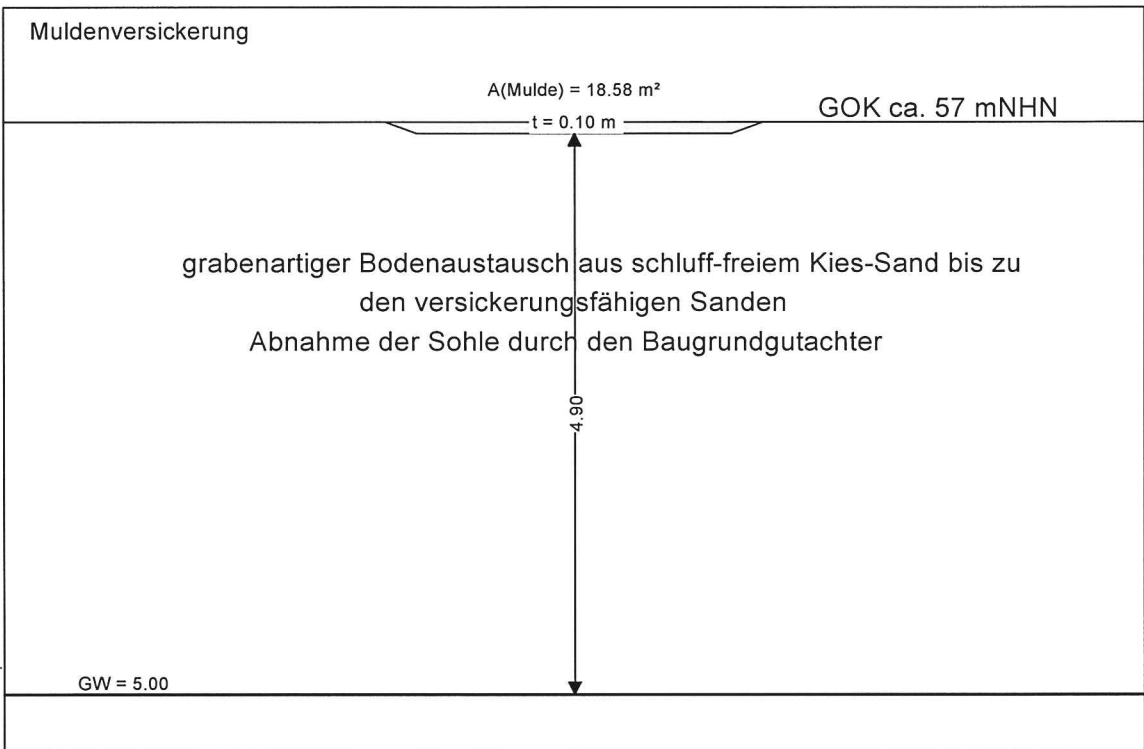 Muldenversickerung
A(Mulde) = 18.58 m²
GOK ca. 57 mNHN
t = 0.10 m
grabenartiger Bodenaustausch aus schluff-freiem Kies-Sand bis zu
den versickerungsfähigen Sanden
Abnahme der Sohle durch den Baugrundgutachter
4.90
GW = 5.00